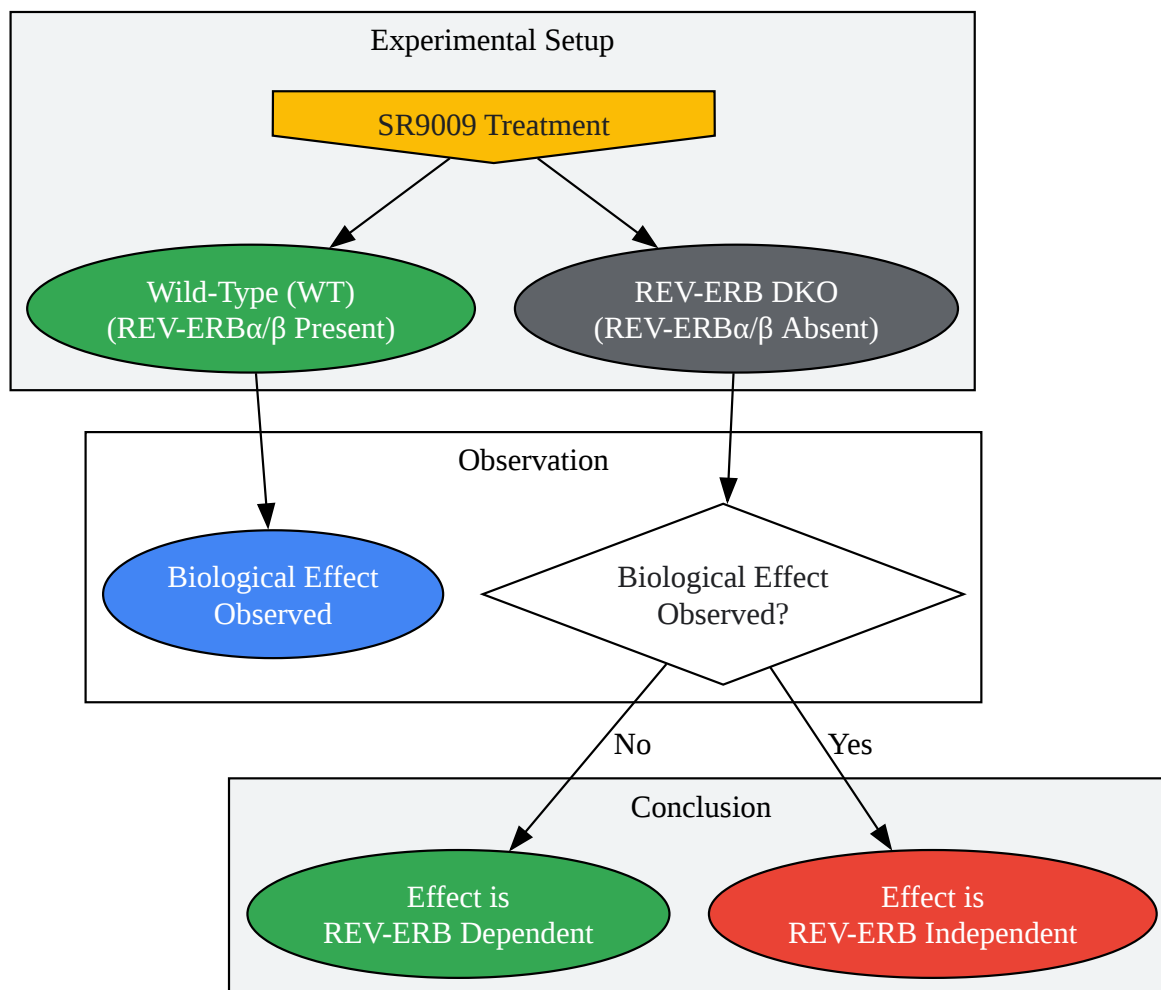 Experimental Setup
SR9009 Treatment
Wild-Type (WT)
(REV-ERBα/β Present)
REV-ERB DKO
(REV-ERBα/β Absent)
Observation
Biological Effect
Observed
Biological Effect
Observed?
No
Yes
Conclusion
Effect is
REV-ERB Dependent
Effect is
REV-ERB Independent